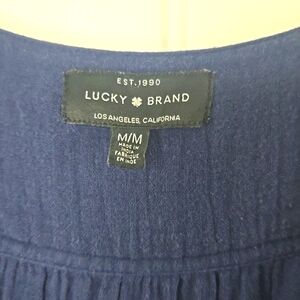 EST. 1990
LUCKY BRAND
LOS ANGELES, CALIFORNIA
M/M
MADE IN
INDIA
FABRIQUÉ
EN INDE